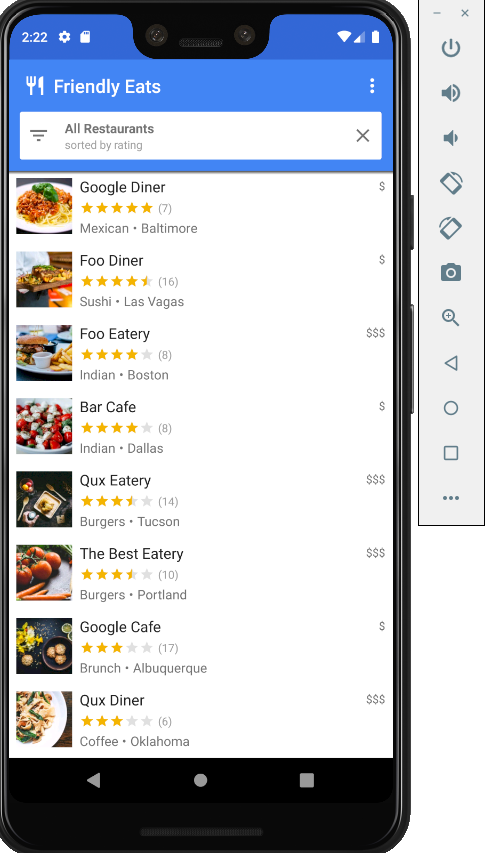 2:22
Friendly Eats
All Restaurants
sorted by rating
Google Diner $
(7)
Mexican • Baltimore
Foo Diner $
(16)
Sushi • Las Vagas
Foo Eatery $$$
(8)
Indian • Boston
Bar Cafe $
(8)
Indian • Dallas
Qux Eatery $$$
(14)
Burgers • Tucson
The Best Eatery $$$
(10)
Burgers • Portland
Google Cafe $
(17)
Brunch • Albuquerque
Qux Diner $$$
(6)
Coffee • Oklahoma